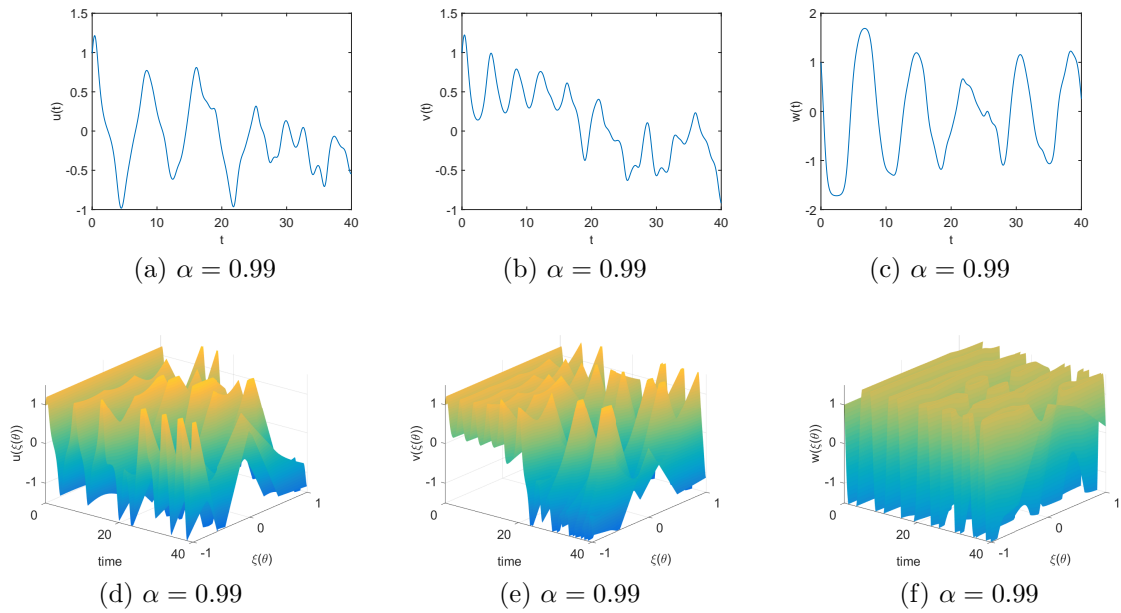 1.5
1
0.5
0
-0.5
-1
u(t)
0 10 20 30 40
t
(a) α = 0.99
1.5
1
0.5
0
-0.5
-1
v(t)
0 10 20 30 40
t
(b) α = 0.99
2
1
0
-1
-2
w(t)
0 10 20 30 40
t
(c) α = 0.99
1
0
-1
u(ξ(θ))
0 20 40
time
-1 0 1
ξ(θ)
(d) α = 0.99
1
0
-1
v(ξ(θ))
0 20 40
time
-1 0 1
ξ(θ)
(e) α = 0.99
1
0
-1
w(ξ(θ))
0 20 40
time
-1 0 1
ξ(θ)
(f) α = 0.99